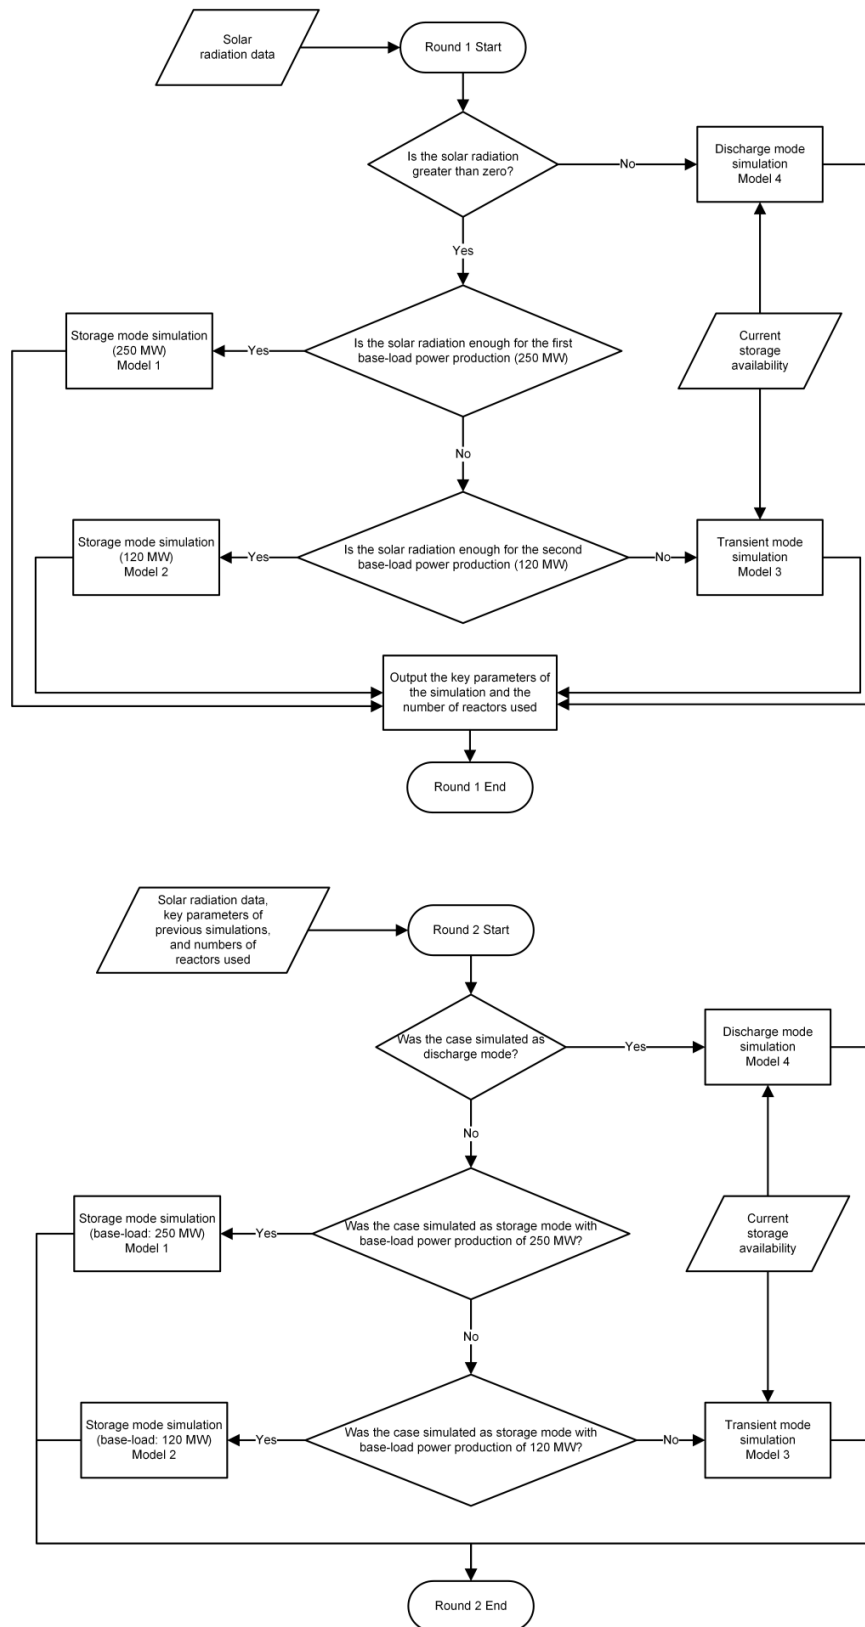 Solar
radiation data
Round 1 Start
Is the solar radiation
greater than zero?
No
Discharge mode
simulation
Model 4
Yes
Storage mode simulation
(250 MW)
Model 1
Yes
Is the solar radiation enough for the first
base-load power production (250 MW)
Current
storage
availability
No
Storage mode simulation
(120 MW)
Model 2
Yes
Is the solar radiation enough for the second
base-load power production (120 MW)
No
Transient mode
simulation
Model 3
Output the key parameters of
the simulation and the
number of reactors used
Round 1 End
Solar radiation data,
key parameters of
previous simulations,
and numbers of
reactors used
Round 2 Start
Was the case simulated as
discharge mode?
Yes
Discharge mode
simulation
Model 4
No
Storage mode simulation
(base-load: 250 MW)
Model 1
Yes
Was the case simulated as storage mode with
base-load power production of 250 MW?
Current
storage
availability
No
Storage mode simulation
(base-load: 120 MW)
Model 2
Yes
Was the case simulated as storage mode with
base-load power production of 120 MW?
No
Transient mode
simulation
Model 3
Round 2 End